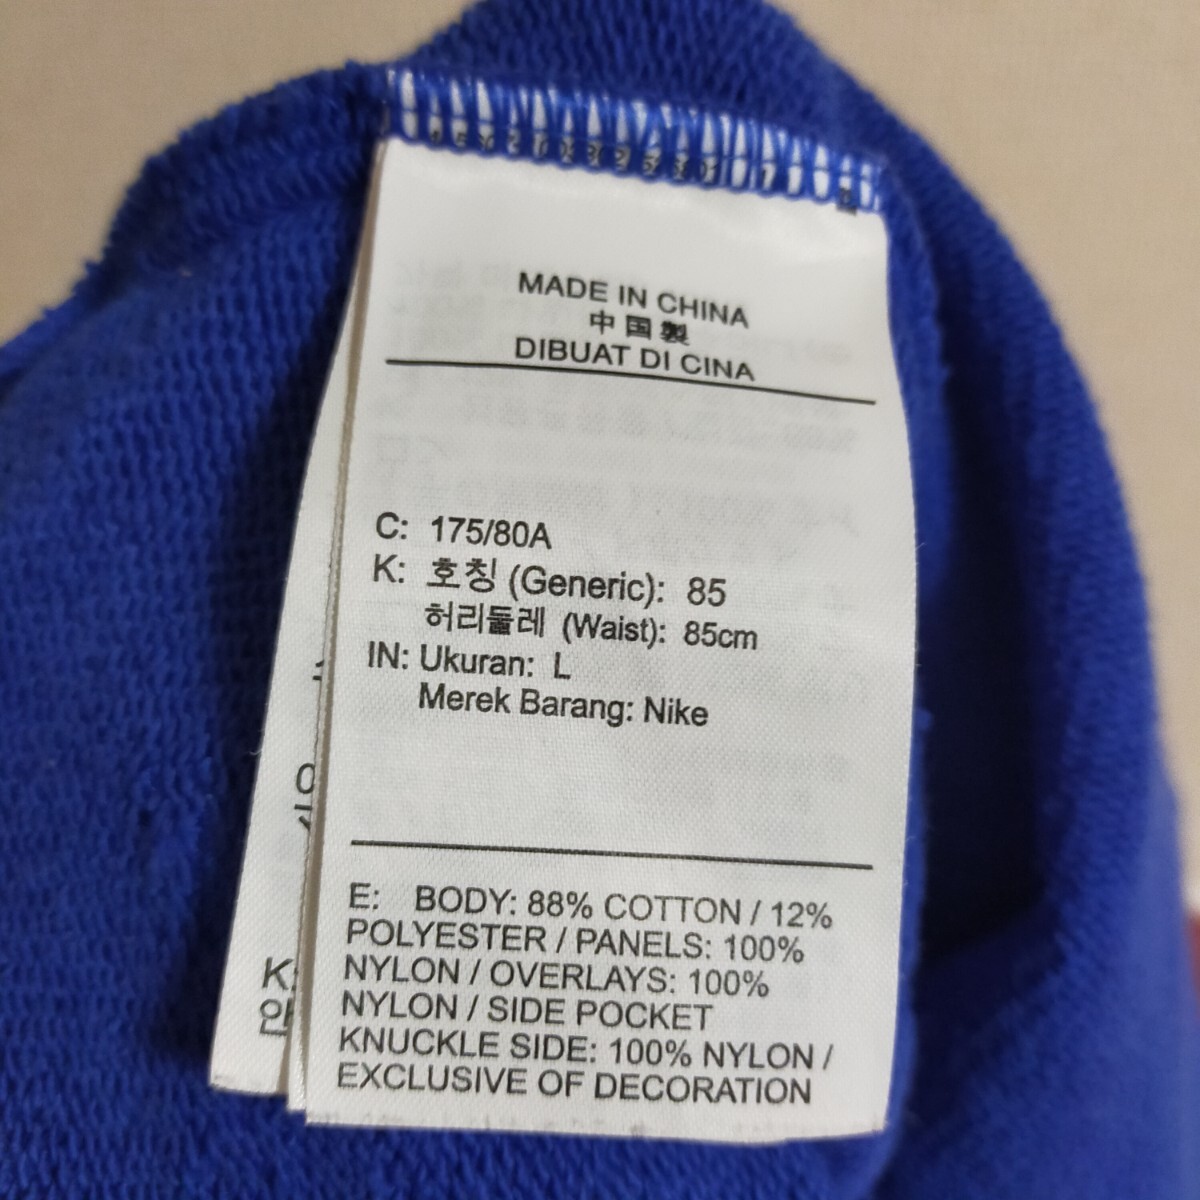 MADE IN CHINA
中国製
DIBUAT DI CINA
C: 175/80A
K: 호칭 (Generic): 85
허리둘레 (Waist): 85cm
IN: Ukuran: L
Merek Barang: Nike
E: BODY: 88% COTTON / 12%
POLYESTER / PANELS: 100%
NYLON / OVERLAYS: 100%
NYLON / SIDE POCKET
KNUCKLE SIDE: 100% NYLON /
EXCLUSIVE OF DECORATION
K: